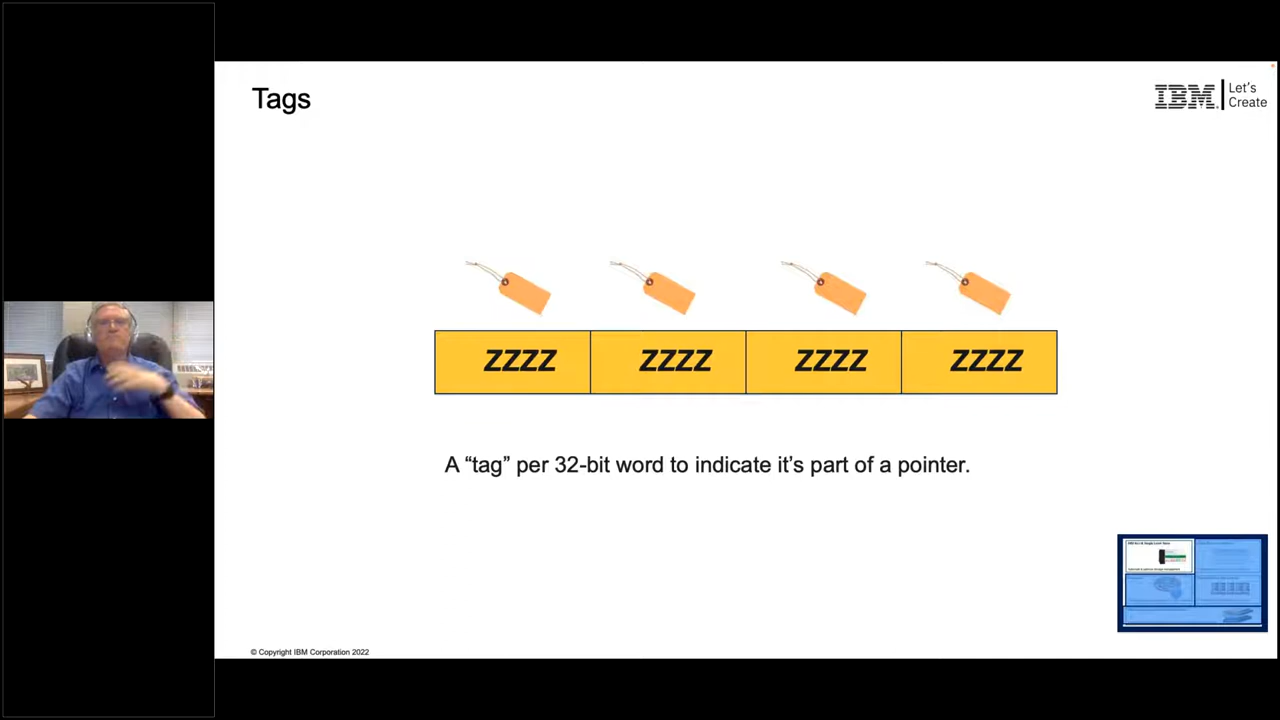 Tags
IBM
Let's
Create
ZZZZ ZZZZ ZZZZ ZZZZ
A “tag” per 32-bit word to indicate it’s part of a pointer.
© Copyright IBM Corporation 2022